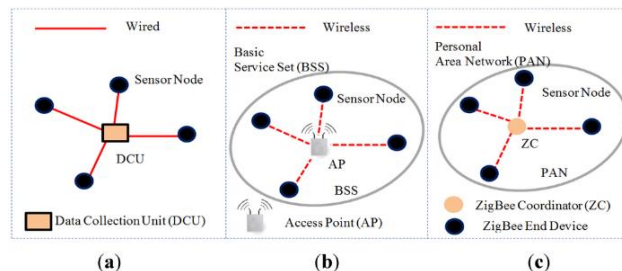 Wired
Sensor Node
DCU
Data Collection Unit (DCU)
(a)
Wireless
Basic
Service Set (BSS)
Sensor Node
AP
BSS
Access Point (AP)
(b)
Wireless
Personal
Area Network (PAN)
Sensor Node
ZC
PAN
ZigBee Coordinator (ZC)
ZigBee End Device
(c)